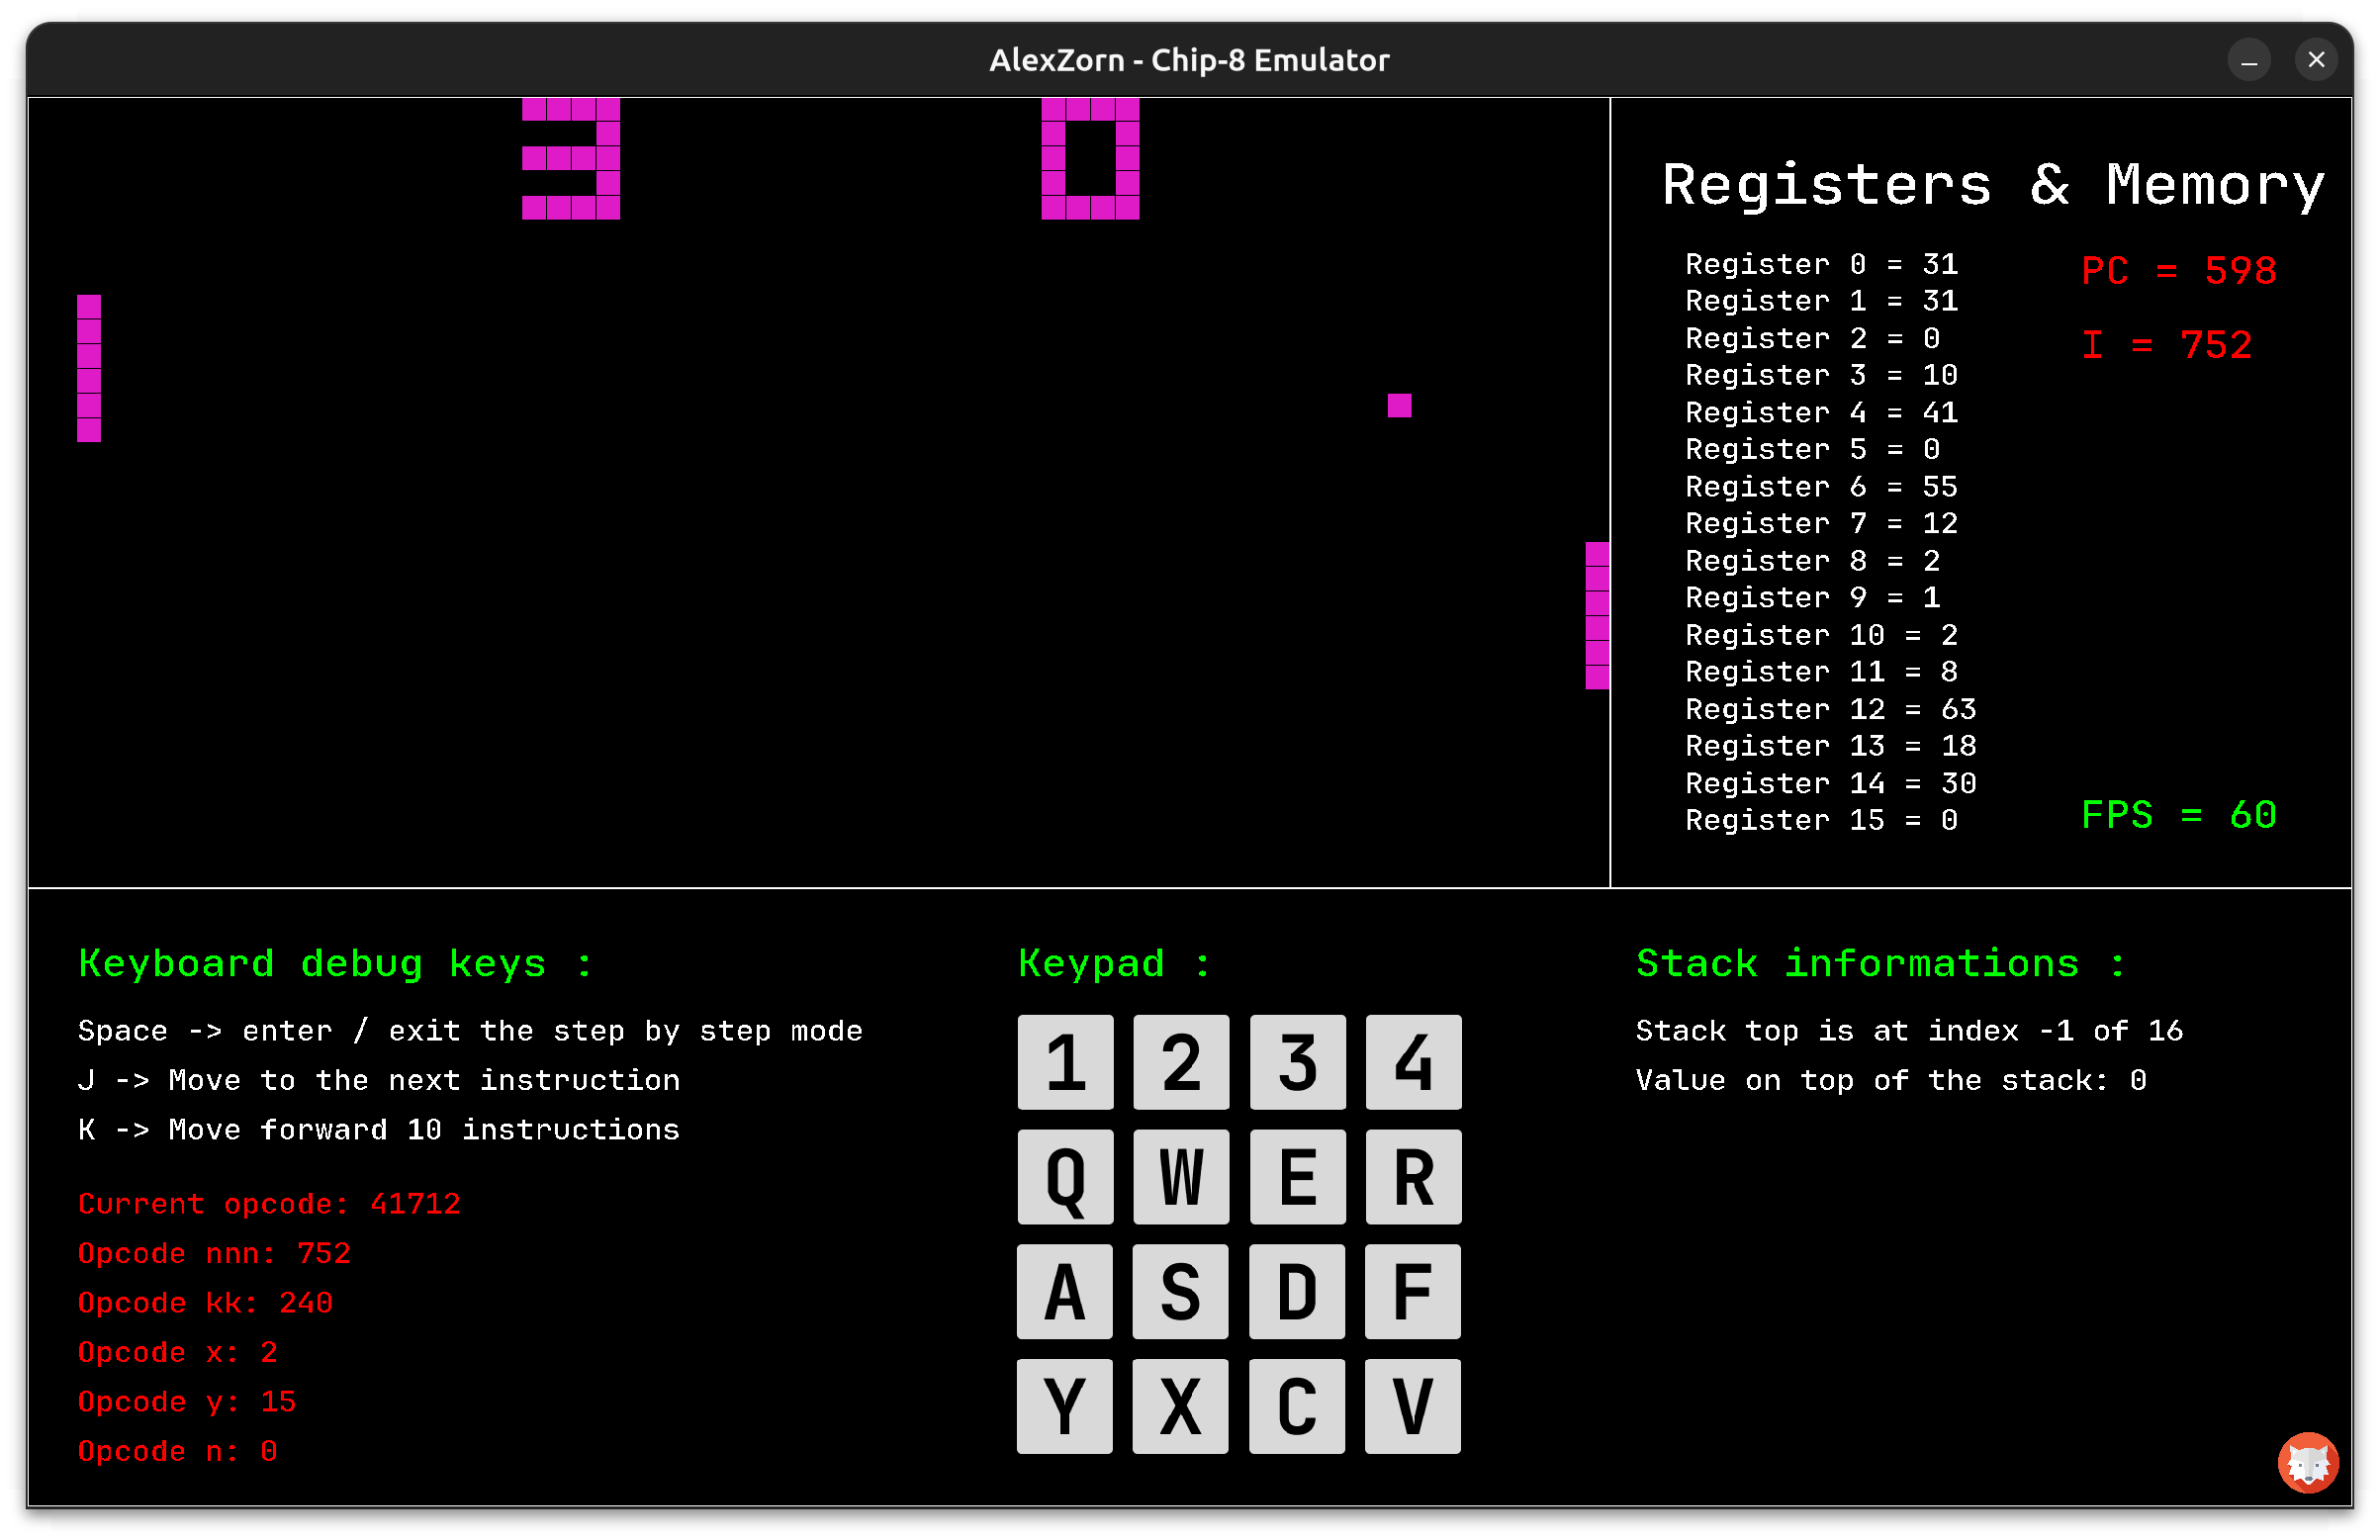 AlexZorn - Chip-8 Emulator
3 0
Registers & Memory
Register 0 = 31
Register 1 = 31
Register 2 = 0
Register 3 = 10
Register 4 = 41
Register 5 = 0
Register 6 = 55
Register 7 = 12
Register 8 = 2
Register 9 = 1
Register 10 = 2
Register 11 = 8
Register 12 = 63
Register 13 = 18
Register 14 = 30
Register 15 = 0
PC = 598
I = 752
FPS = 60
Keyboard debug keys :
Space -> enter / exit the step by step mode
J -> Move to the next instruction
K -> Move forward 10 instructions
Current opcode: 41712
Opcode nnn: 752
Opcode kk: 240
Opcode x: 2
Opcode y: 15
Opcode n: 0
Keypad :
1 2 3 4
Q W E R
A S D F
Y X C V
Stack informations :
Stack top is at index -1 of 16
Value on top of the stack: 0